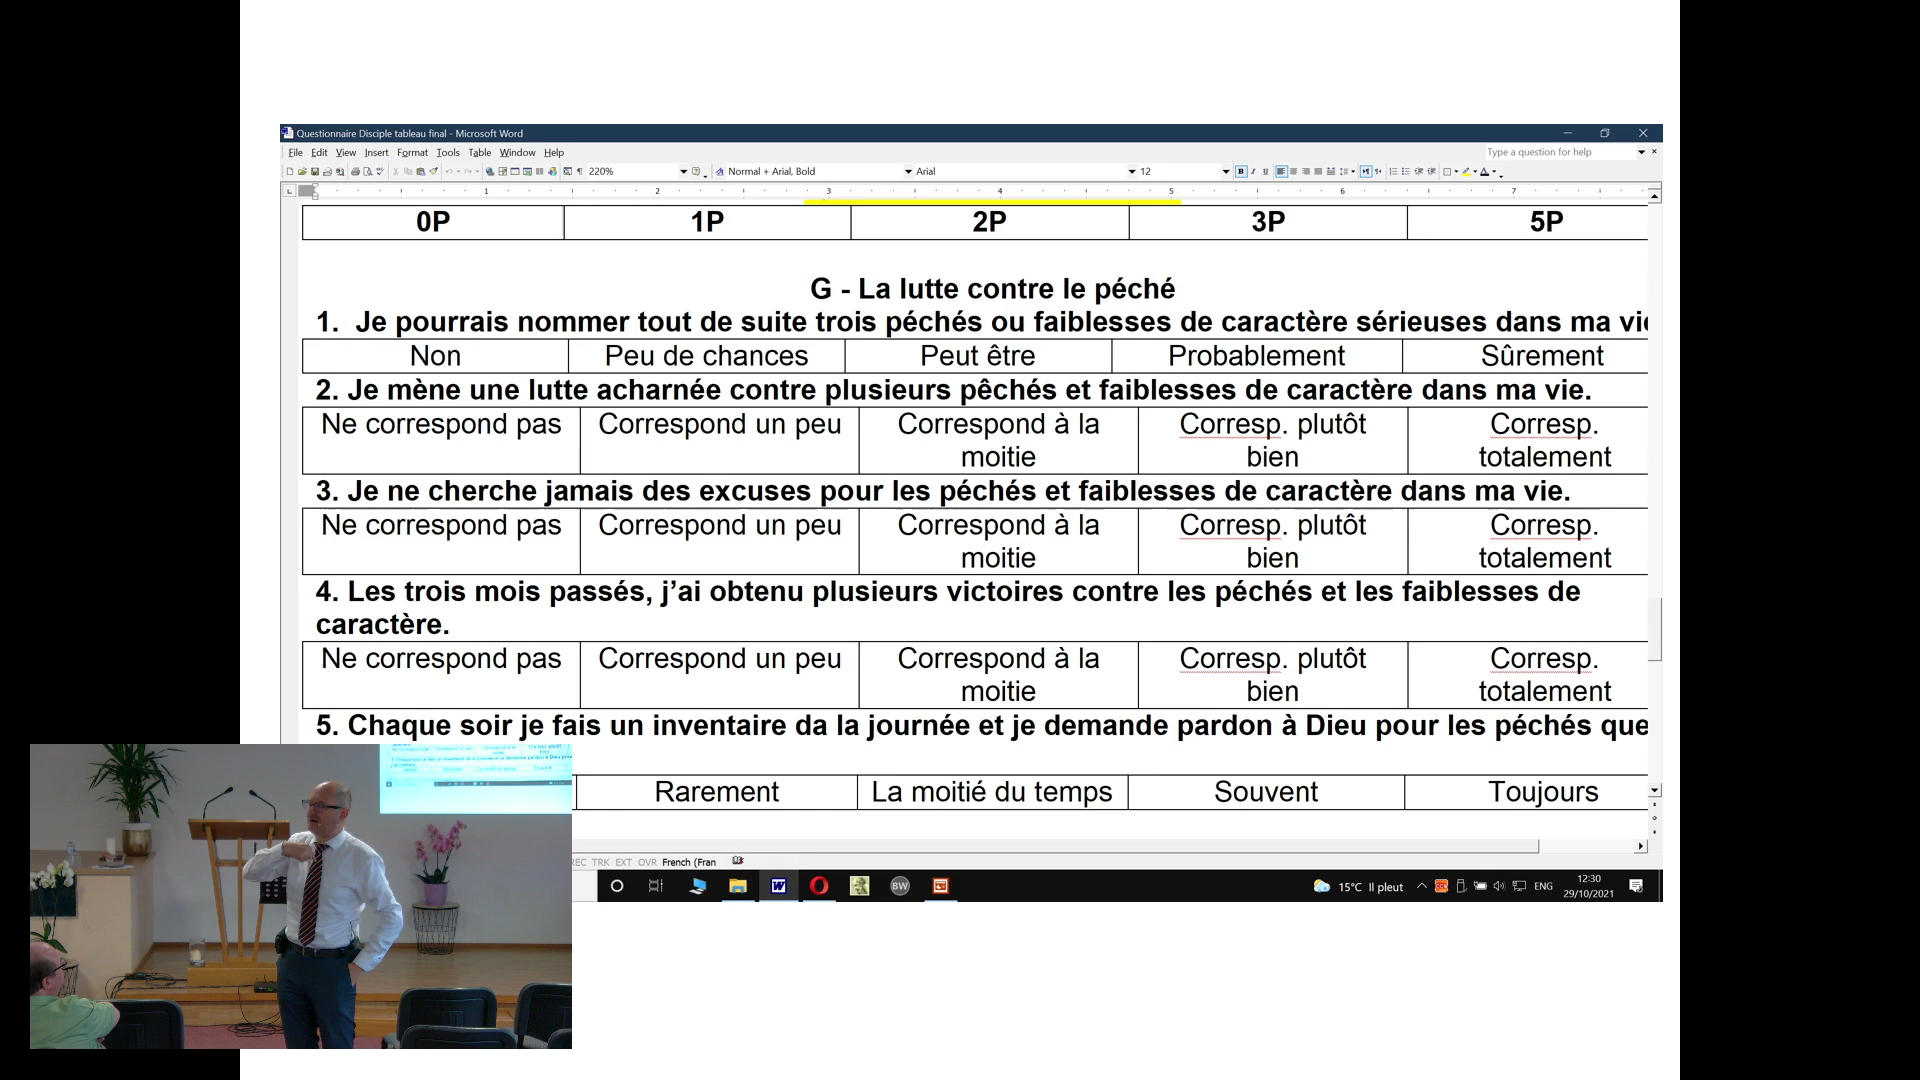 Questionnaire Disciple tableau final - Microsoft Word
File Edit View Insert Format Tools Table Window Help
Type a question for help
220%
Normal + Arial, Bold
Arial
12
1 2 3 4 5 6 7
0P 1P 2P 3P 5P
G - La lutte contre le péché
1. Je pourrais nommer tout de suite trois péchés ou faiblesses de caractère sérieuses dans ma
Non Peu de chances Peut être Probablement Sûrement
2. Je mène une lutte acharnée contre plusieurs pêchés et faiblesses de caractère dans ma vie.
Ne correspond pas Correspond un peu Correspond à la moitie Corresp. plutôt bien Corresp. totalement
3. Je ne cherche jamais des excuses pour les péchés et faiblesses de caractère dans ma vie.
Ne correspond pas Correspond un peu Correspond à la moitie Corresp. plutôt bien Corresp. totalement
4. Les trois mois passés, j’ai obtenu plusieurs victoires contre les péchés et les faiblesses de
caractère.
Ne correspond pas Correspond un peu Correspond à la moitie Corresp. plutôt bien Corresp. totalement
5. Chaque soir je fais un inventaire da la journée et je demande pardon à Dieu pour les péchés que
Rarement La moitié du temps Souvent Toujours
REC TRK EXT OVR French (Fran
BW
15°C Il pleut
ENG
12:30
29/10/2021